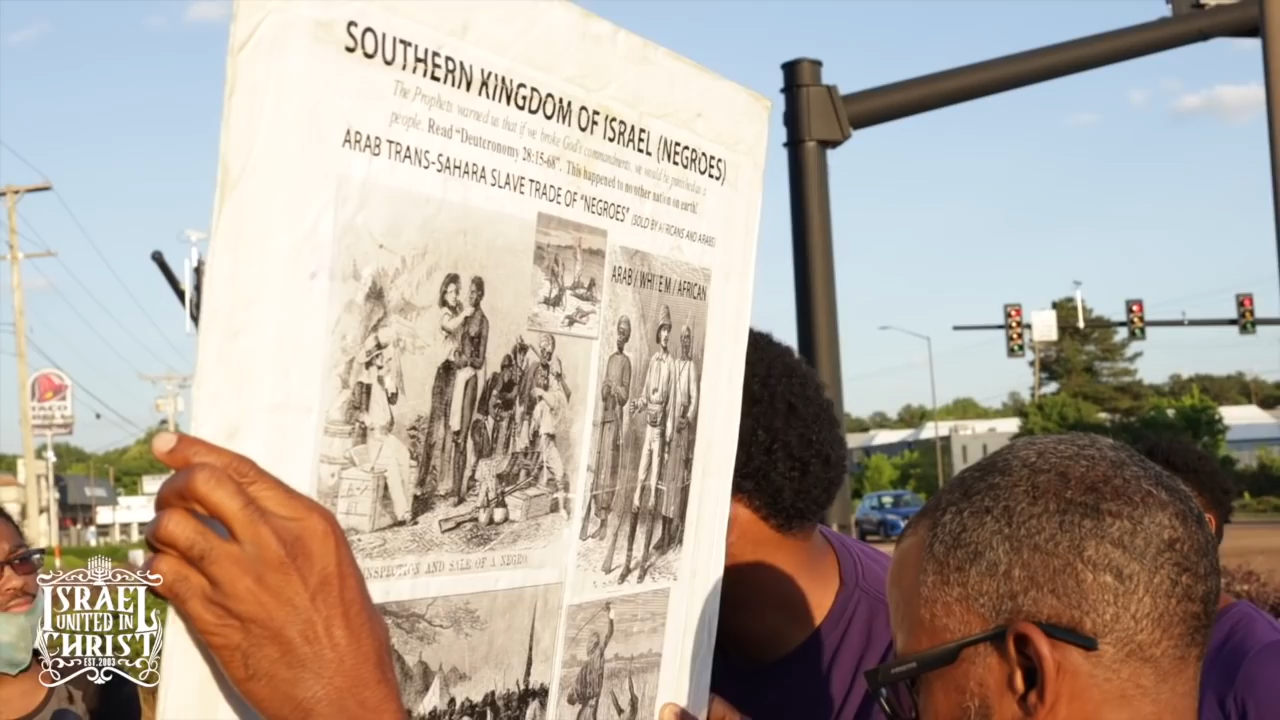 SOUTHERN KINGDOM OF ISRAEL (NEGROES)
The Prophets warned us that if we broke God's commandments, we would be punished as a
people. Read "Deuteronomy 28:15-68". This happened to no other nation on earth!
ARAB TRANS-SAHARA SLAVE TRADE OF "NEGROES" (SOLD BY AFRICANS AND ARABS)
ARAB / WHITE M / AFRICAN
INSPECTION AND SALE OF A NEGRO
TACO
BELL
ISRAEL
UNITED IN
CHRIST
EST. 2003